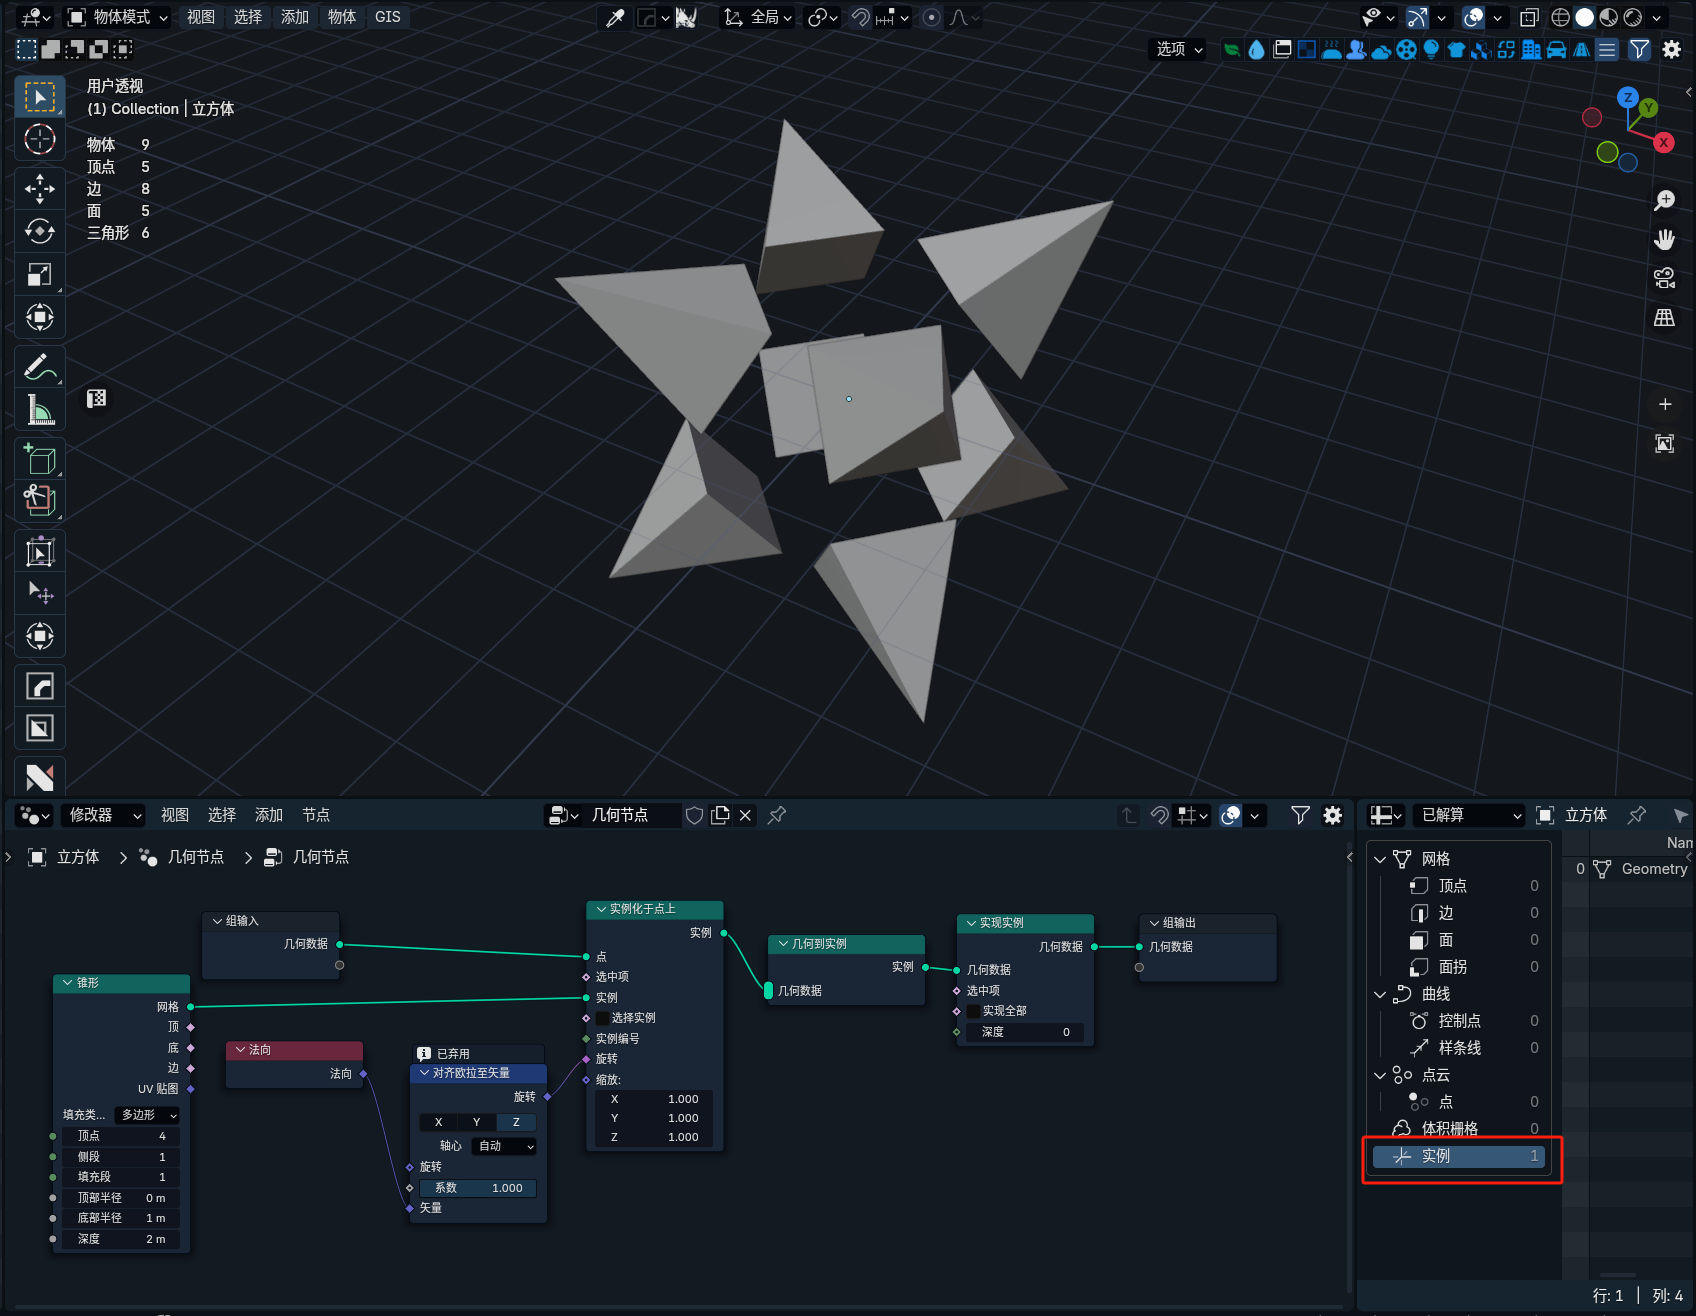 物体模式 视图 选择 添加 物体 GIS 全局
选项
用户透视
(1) Collection | 立方体
物体 9
顶点 5
边 8
面 5
三角形 6
Z
Y
X
修改器 视图 选择 添加 节点 几何节点
立方体 > 几何节点 > 几何节点
组输入
几何数据
锥形
网格
顶
底
边
UV 贴图
填充类... 多边形
顶点 4
侧段 1
填充段 1
顶部半径 0 m
底部半径 1 m
深度 2 m
法向
法向
已弃用
对齐欧拉至矢量
旋转
X Y Z
轴心 自动
旋转
系数 1.000
矢量
实例化于点上
实例
点
选中项
实例
选择实例
实例编号
旋转
缩放:
X 1.000
Y 1.000
Z 1.000
几何到实例
实例
几何数据
实现实例
几何数据
几何数据
选中项
实现全部
深度 0
组输出
几何数据
已解算 立方体
网格
顶点 0
边 0
面 0
面拐 0
曲线
控制点 0
样条线 0
点云
点 0
体积栅格 0
实例 1
Nam
0 Geometry
行: 1 | 列: 4